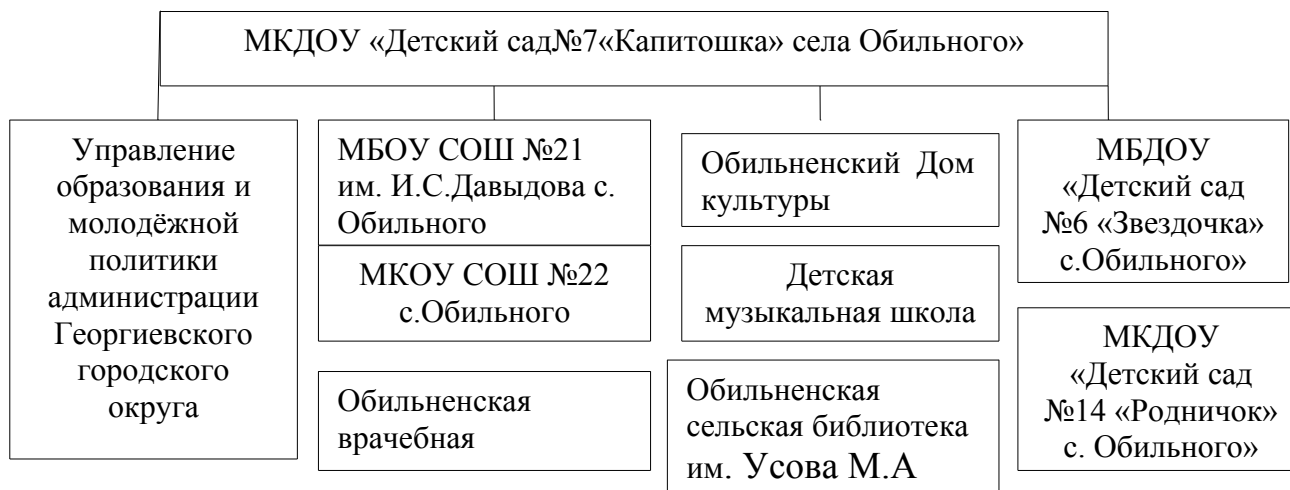 МКДОУ «Детский сад№7«Капитошка» села Обильного»
Управление
образования и
молодёжной
политики
администрации
Георгиевского
городского
округа
МБОУ СОШ №21
им. И.С.Давыдова с.
Обильного
МКОУ СОШ №22
с.Обильного
Обильненская
врачебная
Обильненский Дом
культуры
Детская
музыкальная школа
Обильненская
сельская библиотека
им. Усова М.А
МБДОУ
«Детский сад
№6 «Звездочка»
с.Обильного»
МКДОУ
«Детский сад
№14 «Родничок»
с. Обильного»